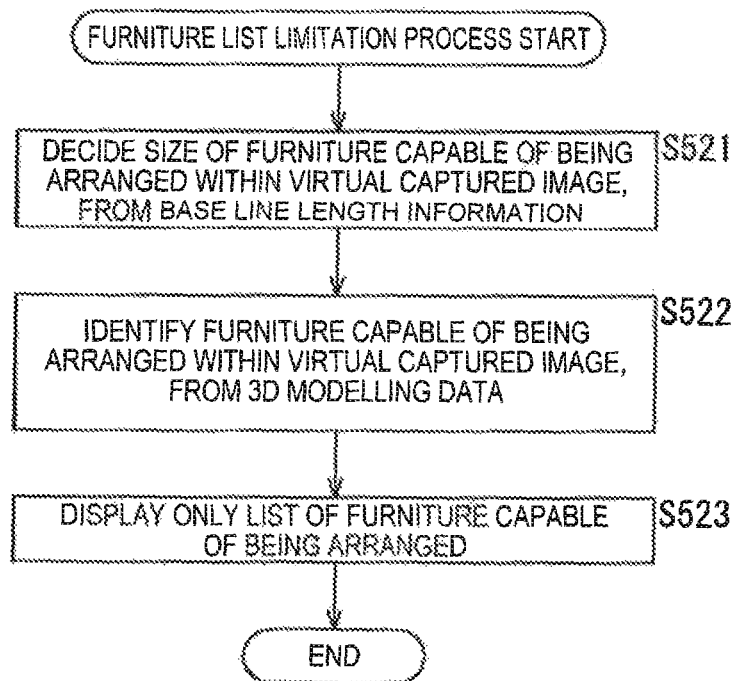 FURNITURE LIST LIMITATION PROCESS START
DECIDE SIZE OF FURNITURE CAPABLE OF BEING
ARRANGED WITHIN VIRTUAL CAPTURED IMAGE,
FROM BASE LINE LENGTH INFORMATION
S521
IDENTIFY FURNITURE CAPABLE OF BEING
ARRANGED WITHIN VIRTUAL CAPTURED IMAGE,
FROM 3D MODELLING DATA
S522
DISPLAY ONLY LIST OF FURNITURE CAPABLE
OF BEING ARRANGED
S523
END